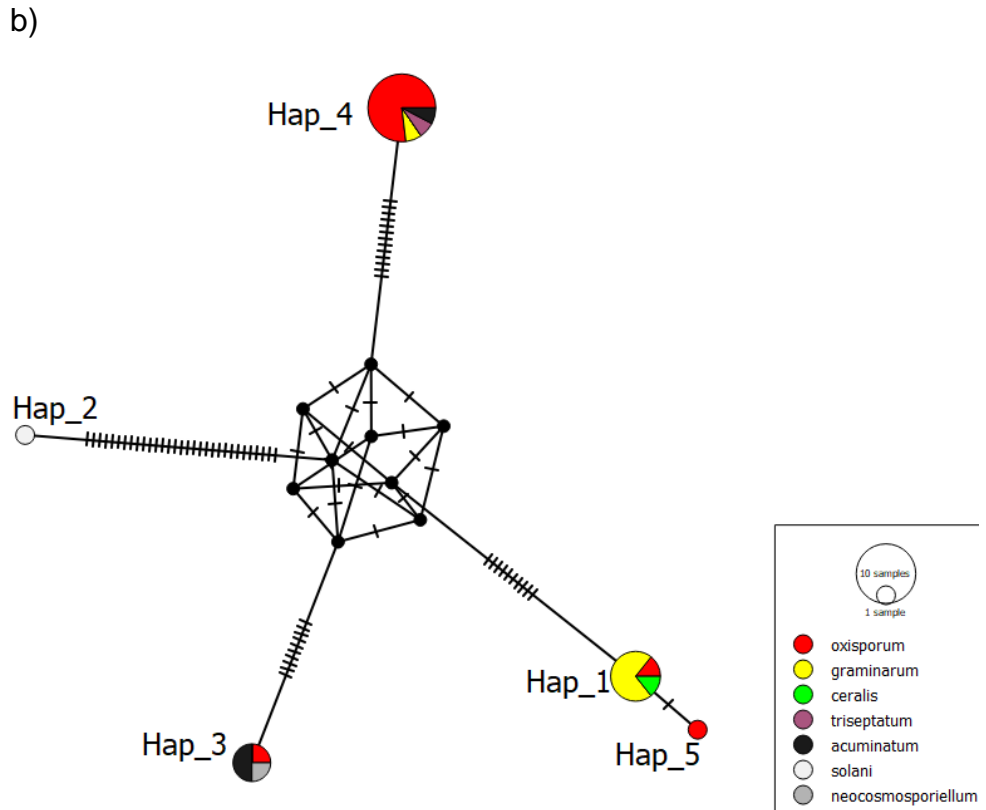 b)
Hap_4
Hap_2
Hap_1
Hap_5
Hap_3
10 samples
1 sample
oxisporum
graminarum
ceralis
triseptatum
acuminatum
solani
neocosmosporiellum